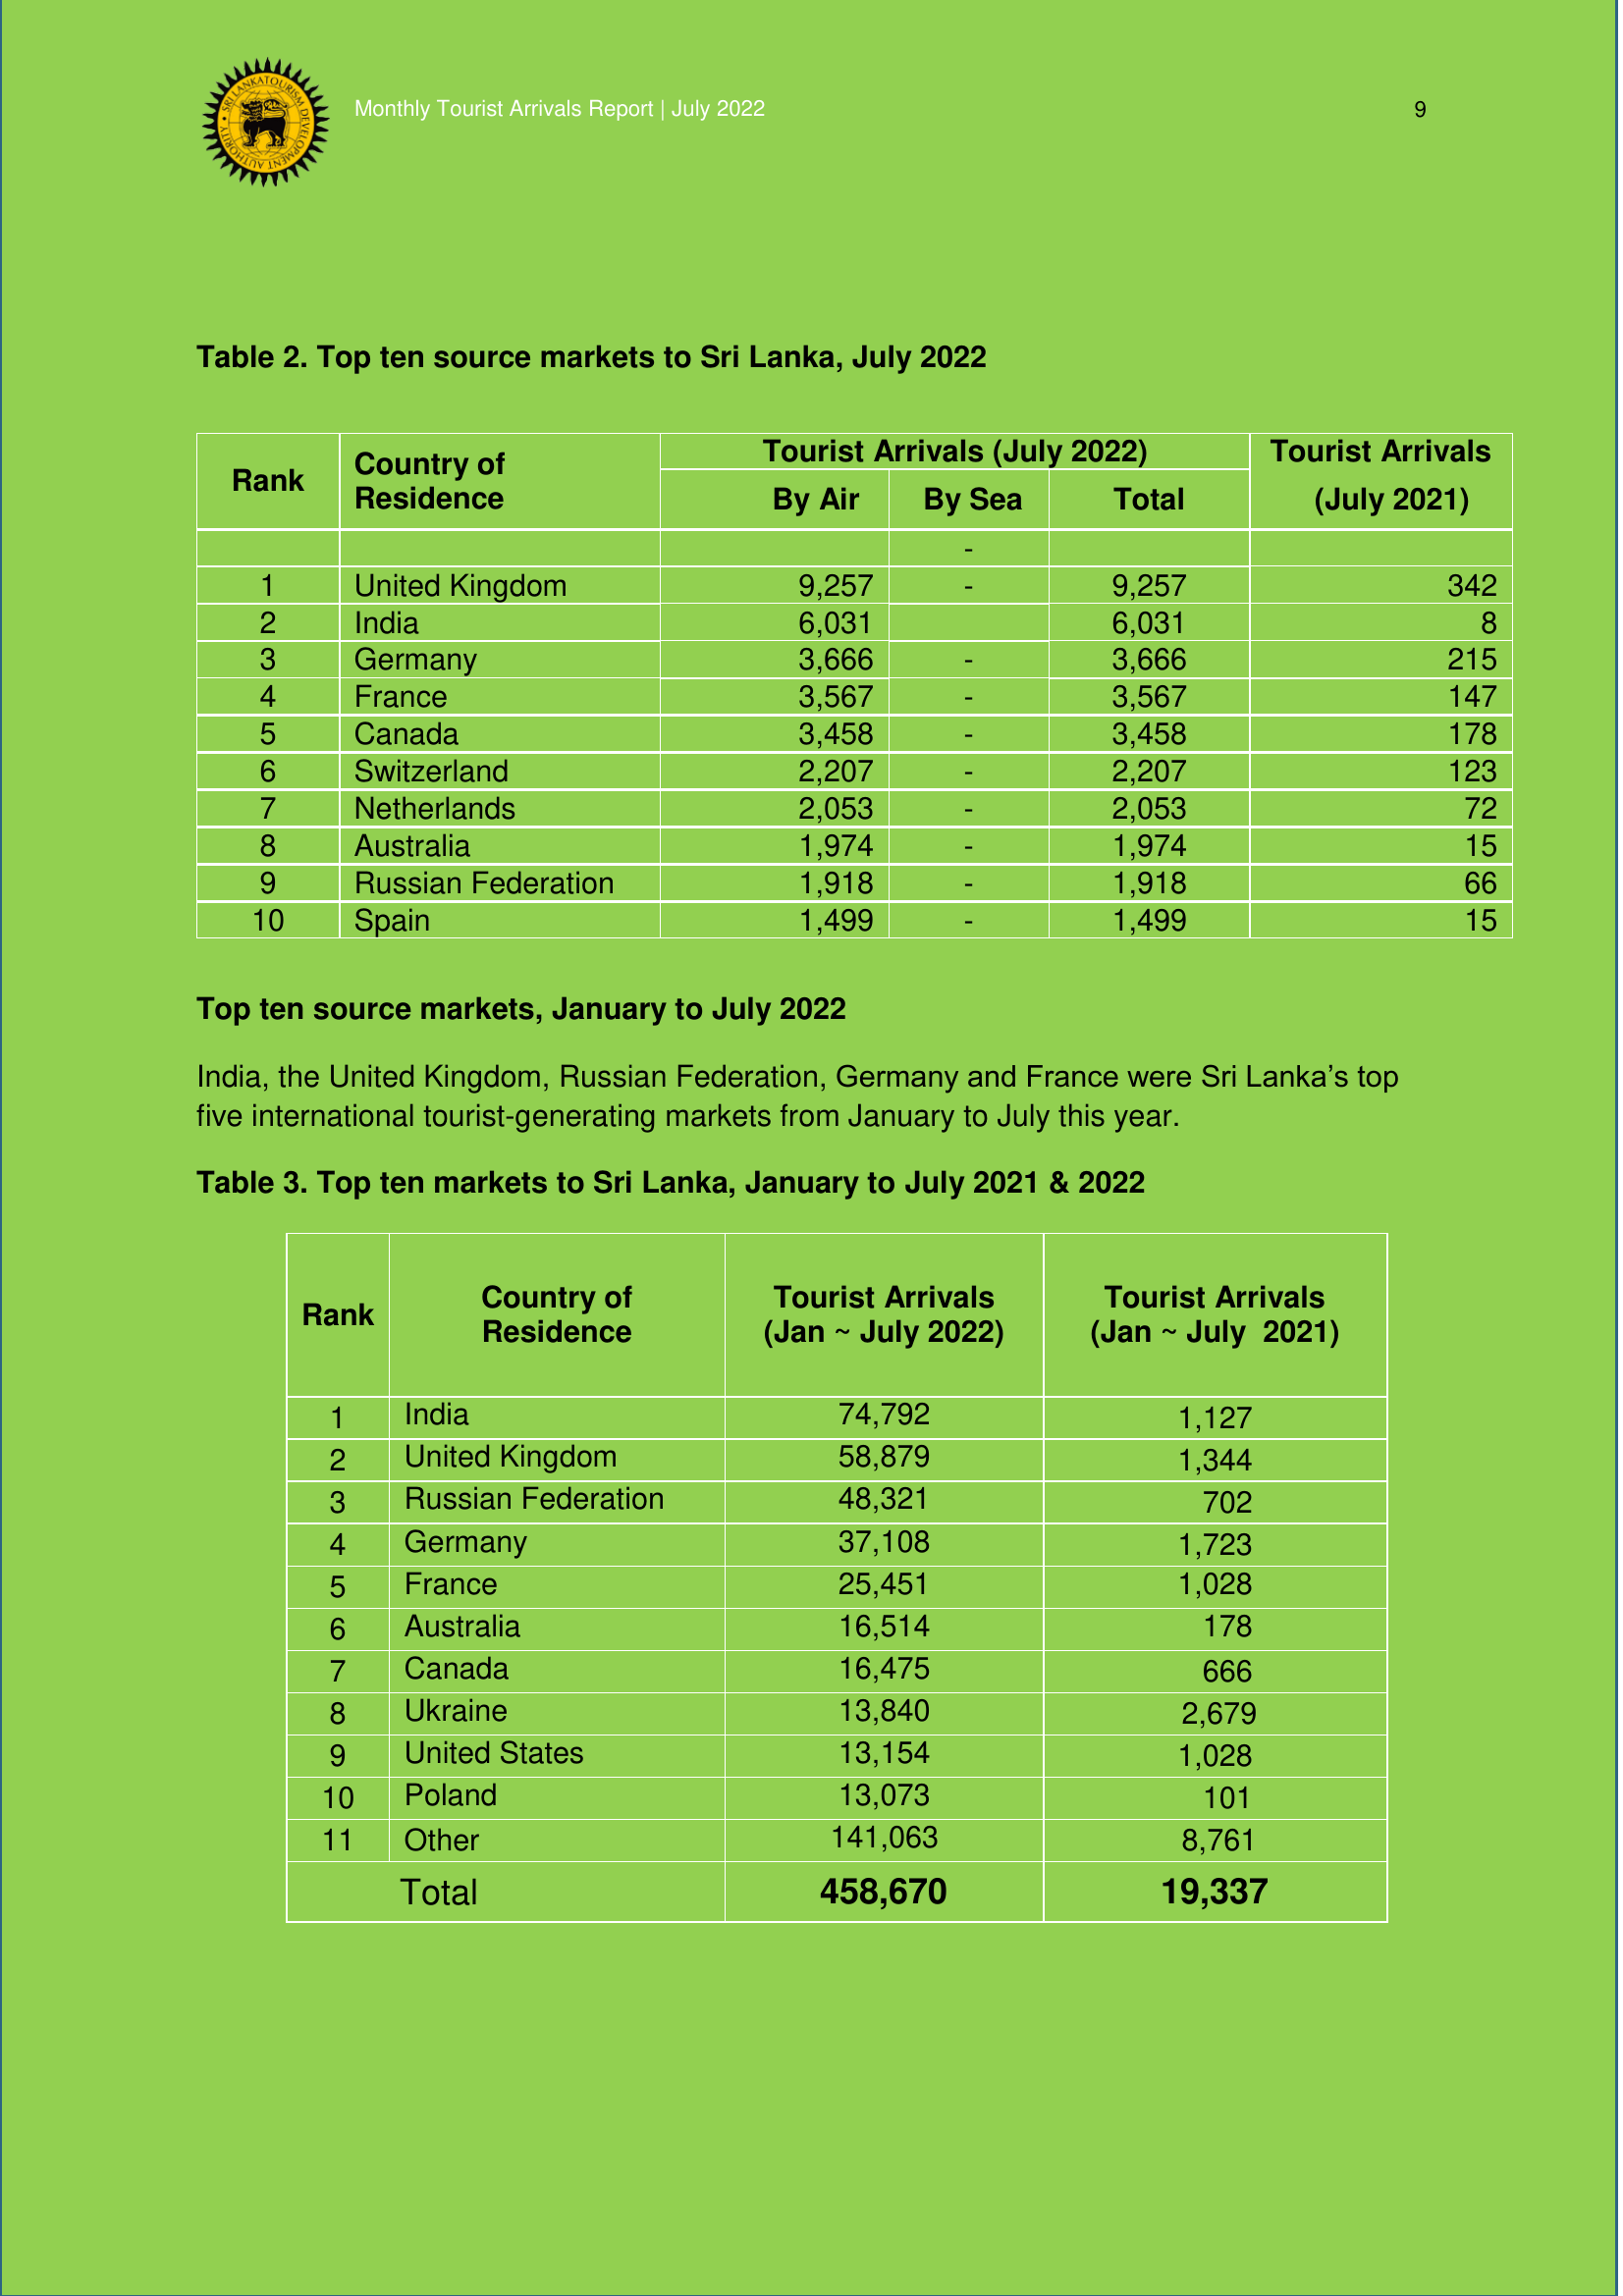 SRI LANKA TOURISM DEVELOPMENT AUTHORITY
Monthly Tourist Arrivals Report | July 2022 9
Table 2. Top ten source markets to Sri Lanka, July 2022
Rank Country of Residence Tourist Arrivals (July 2022) Tourist Arrivals (July 2021)
By Air By Sea Total
-
1 United Kingdom 9,257 - 9,257 342
2 India 6,031 6,031 8
3 Germany 3,666 - 3,666 215
4 France 3,567 - 3,567 147
5 Canada 3,458 - 3,458 178
6 Switzerland 2,207 - 2,207 123
7 Netherlands 2,053 - 2,053 72
8 Australia 1,974 - 1,974 15
9 Russian Federation 1,918 - 1,918 66
10 Spain 1,499 - 1,499 15
Top ten source markets, January to July 2022
India, the United Kingdom, Russian Federation, Germany and France were Sri Lanka’s top
five international tourist-generating markets from January to July this year.
Table 3. Top ten markets to Sri Lanka, January to July 2021 & 2022
Rank Country of Residence Tourist Arrivals (Jan ~ July 2022) Tourist Arrivals (Jan ~ July 2021)
1 India 74,792 1,127
2 United Kingdom 58,879 1,344
3 Russian Federation 48,321 702
4 Germany 37,108 1,723
5 France 25,451 1,028
6 Australia 16,514 178
7 Canada 16,475 666
8 Ukraine 13,840 2,679
9 United States 13,154 1,028
10 Poland 13,073 101
11 Other 141,063 8,761
Total 458,670 19,337